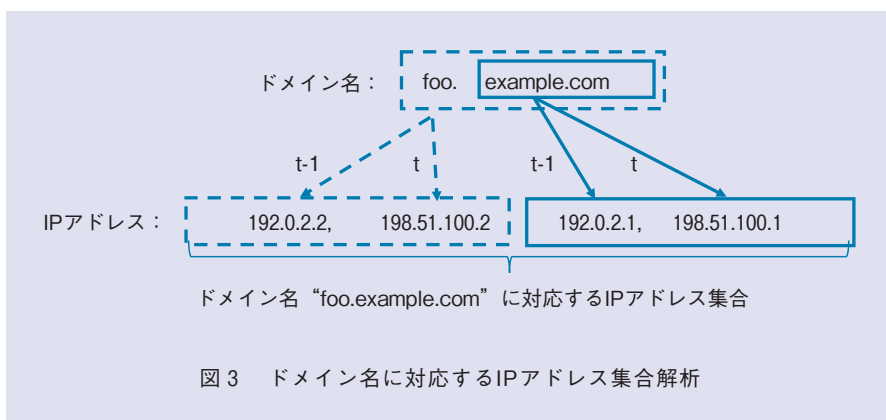 ドメイン名： foo. example.com
t-1 t t-1 t
IPアドレス： 192.0.2.2, 198.51.100.2 192.0.2.1, 198.51.100.1
ドメイン名“foo.example.com”に対応するIPアドレス集合
図3 ドメイン名に対応するIPアドレス集合解析